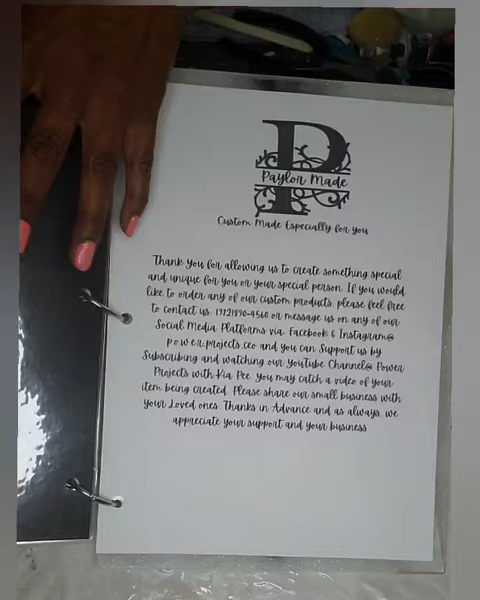 P
Paylor Made
Custom Made Especially for you
Thank you for allowing us to create something special
and unique for you or your special person. If you would
like to order any of our custom products, please feel free
to contact us, (972)890-4560 or message us on any of our
Social Media Platforms via: Facebook & Instagram@
p.o.w.e.r.projects.ceo and you can Support us by
Subscribing and watching our YouTube Channel@ Power
Projects with Kia Pee. you may catch a video of your
item being created. Please share our small business with
your Loved ones. Thanks in Advance and as always, we
appreciate your support and your business